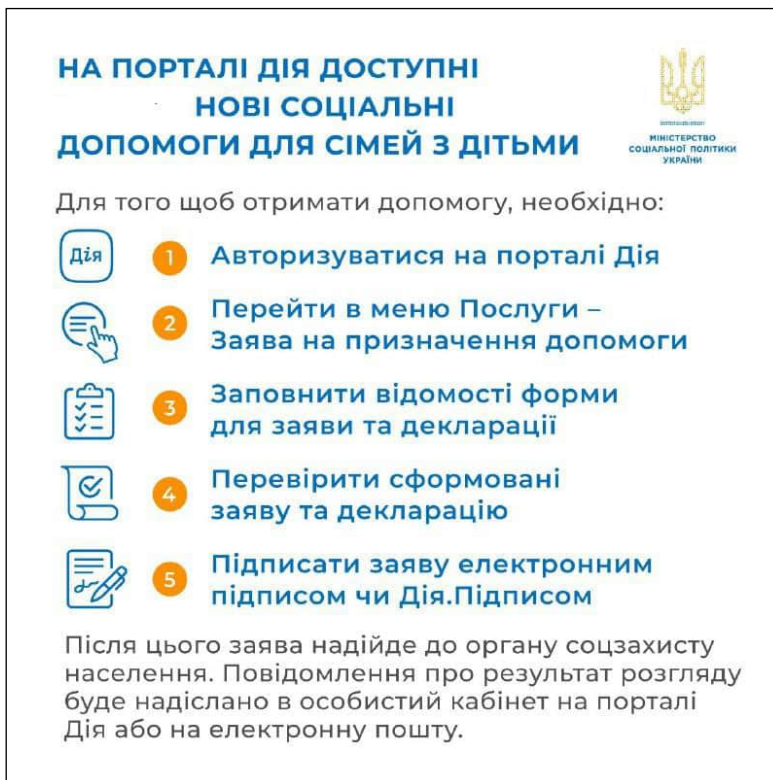 НА ПОРТАЛІ ДІЯ ДОСТУПНІ
НОВІ СОЦІАЛЬНІ
ДОПОМОГИ ДЛЯ СІМЕЙ З ДІТЬМИ
МІНІСТЕРСТВО
СОЦІАЛЬНОЇ ПОЛІТИКИ
УКРАЇНИ
Для того щоб отримати допомогу, необхідно:
Дія
1 Авторизуватися на порталі Дія
2 Перейти в меню Послуги –
Заява на призначення допомоги
3 Заповнити відомості форми
для заяви та декларації
4 Перевірити сформовані
заяву та декларацію
5 Підписати заяву електронним
підписом чи Дія.Підписом
Після цього заява надійде до органу соцзахисту
населення. Повідомлення про результат розгляду
буде надіслано в особистий кабінет на порталі
Дія або на електронну пошту.